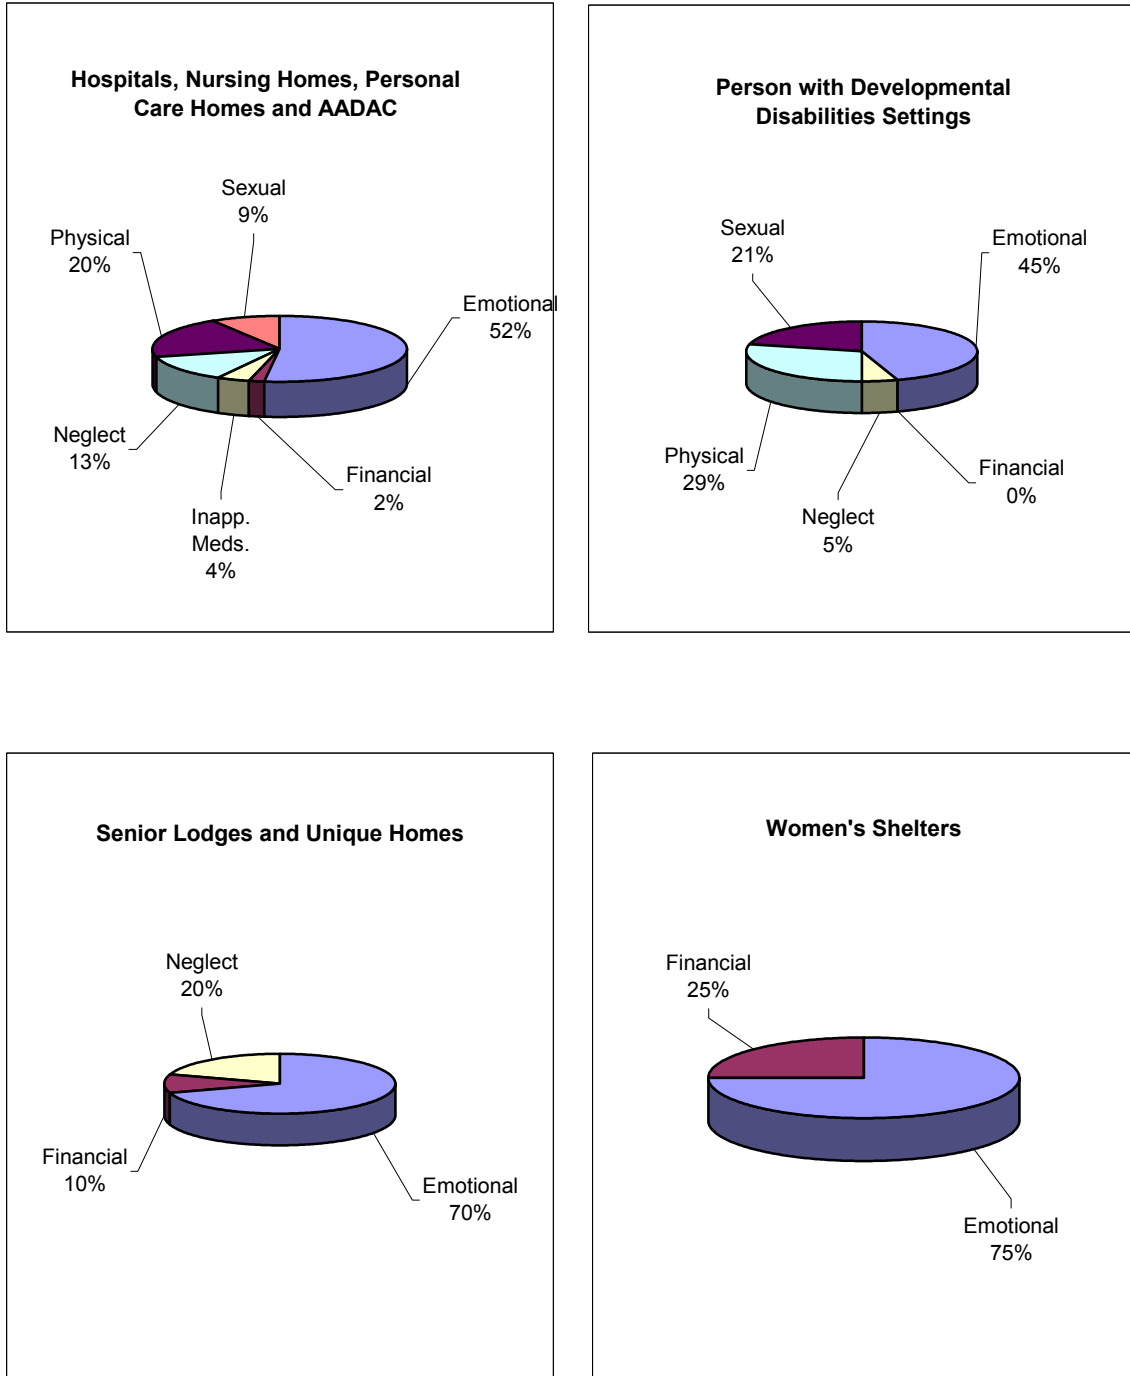 Hospitals, Nursing Homes, Personal
Care Homes and AADAC
Sexual
9%
Physical
20%
Emotional
52%
Neglect
13%
Financial
2%
Inapp.
Meds.
4%
Person with Developmental
Disabilities Settings
Sexual
21%
Emotional
45%
Physical
29%
Financial
0%
Neglect
5%
Senior Lodges and Unique Homes
Neglect
20%
Financial
10%
Emotional
70%
Women's Shelters
Financial
25%
Emotional
75%